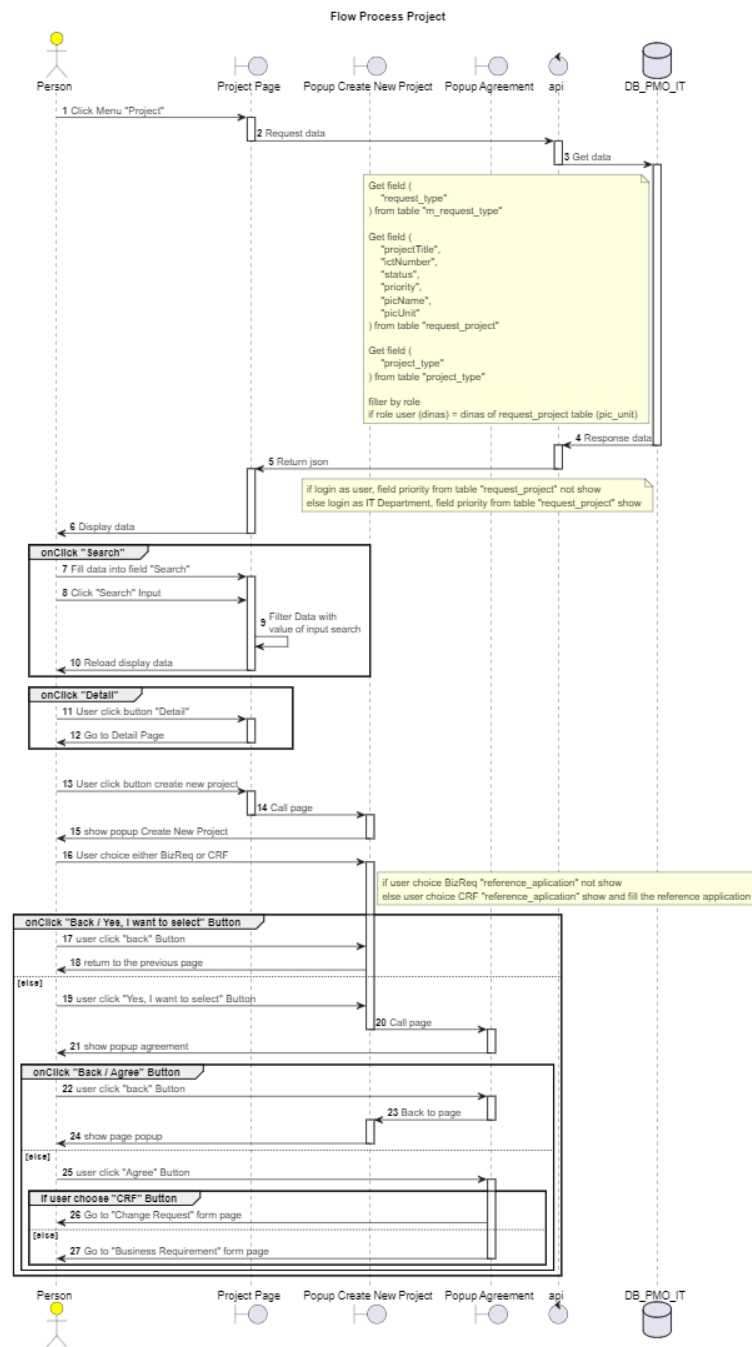 Flow Process Project
Person
Project Page
Popup Create New Project
Popup Agreement
api
DB_PMO_IT
1 Click Menu "Project"
2 Request data
3 Get data
Get field (
"request_type"
) from table "m_request_type"
Get field (
"projectTitle",
"ictNumber",
"status",
"priority",
"picName",
"picUnit"
) from table "request_project"
Get field (
"project_type"
) from table "project_type"
filter by role
if role user (dinas) = dinas of request_project table (pic_unit)
4 Response data
5 Return json
if login as user, field priority from table "request_project" not show
else login as IT Department, field priority from table "request_project" show
6 Display data
onClick "Search"
7 Fill data into field "Search"
8 Click "Search" Input
9 Filter Data with
value of input search
10 Reload display data
onClick "Detail"
11 User click button "Detail"
12 Go to Detail Page
13 User click button create new project
14 Call page
15 show popup Create New Project
16 User choice either BizReq or CRF
if user choice BizReq "reference_aplication" not show
else user choice CRF "reference_aplication" show and fill the reference application
onClick "Back / Yes, I want to select" Button
17 user click "back" Button
18 return to the previous page
[else]
19 user click "Yes, I want to select" Button
20 Call page
21 show popup agreement
onClick "Back / Agree" Button
22 user click "back" Button
23 Back to page
24 show page popup
[else]
25 user click "Agree" Button
If user choose "CRF" Button
26 Go to "Change Request" form page
[else]
27 Go to "Business Requirement" form page
Person
Project Page
Popup Create New Project
Popup Agreement
api
DB_PMO_IT